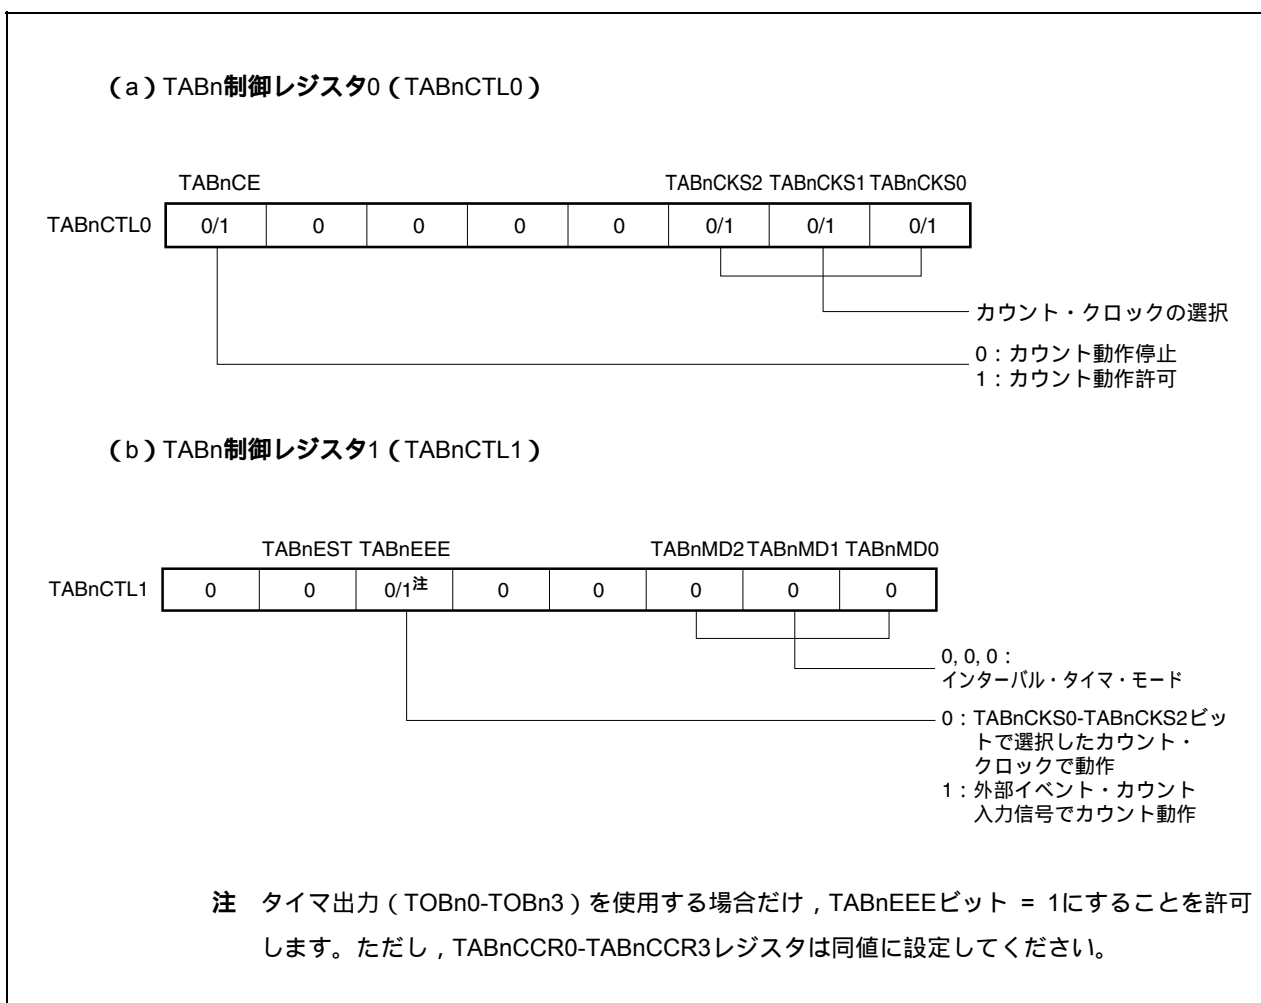 （a）TABn制御レジスタ0（TABnCTL0）
TABnCE TABnCKS2 TABnCKS1 TABnCKS0
TABnCTL0 0/1 0 0 0 0 0/1 0/1 0/1
カウント・クロックの選択
0：カウント動作停止
1：カウント動作許可
（b）TABn制御レジスタ1（TABnCTL1）
TABnEST TABnEEE TABnMD2 TABnMD1 TABnMD0
TABnCTL1 0 0 0/1注 0 0 0 0 0
0, 0, 0：
インターバル・タイマ・モード
0：TABnCKS0-TABnCKS2ビッ
トで選択したカウント・
クロックで動作
1：外部イベント・カウント
入力信号でカウント動作
注 タイマ出力（TOBn0-TOBn3）を使用する場合だけ，TABnEEEビット = 1にすることを許可
します。ただし，TABnCCR0-TABnCCR3レジスタは同値に設定してください。